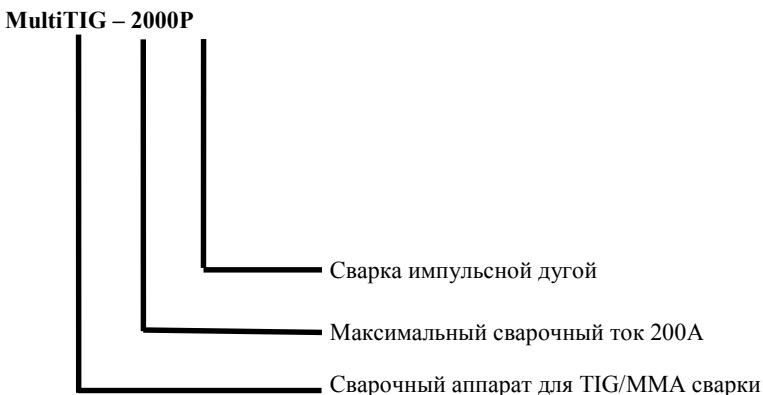 MultiTIG – 2000P
Сварка импульсной дугой
Максимальный сварочный ток 200А
Сварочный аппарат для TIG/MMA сварки